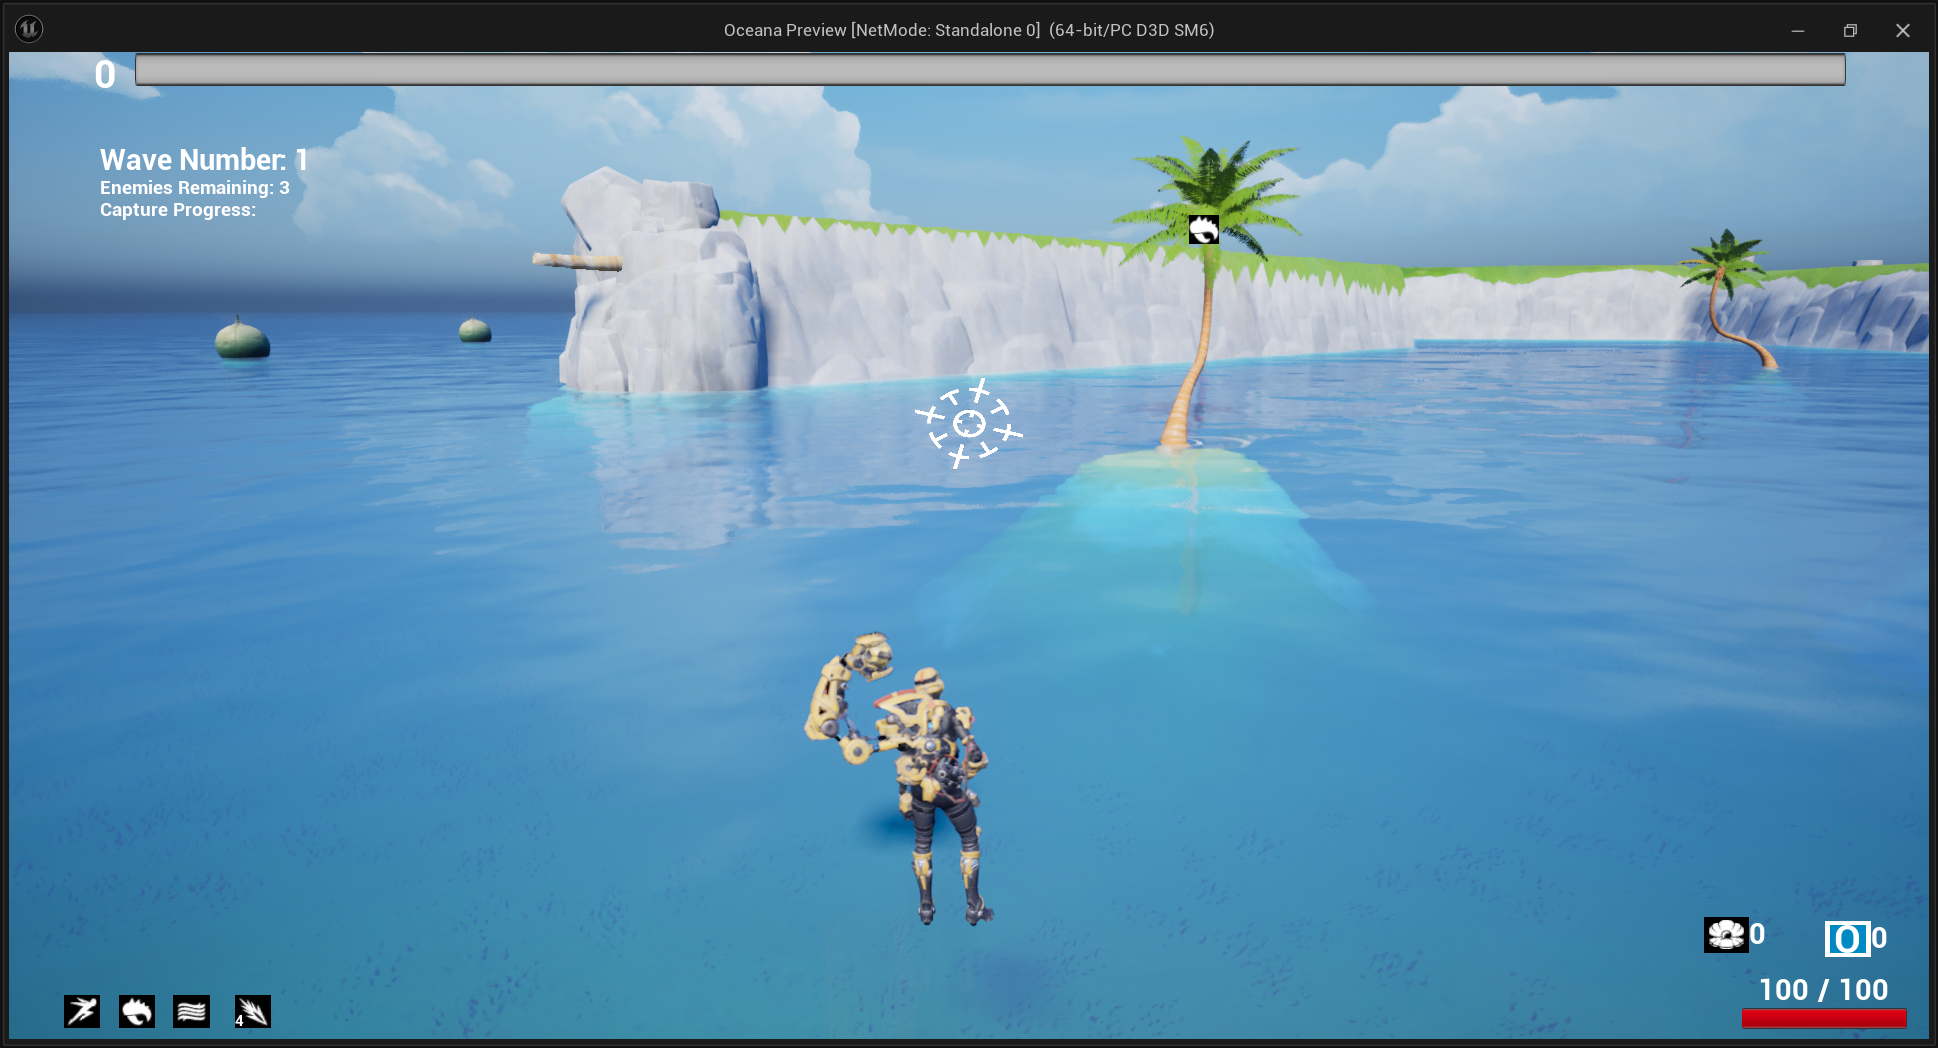 Oceana Preview [NetMode: Standalone 0] (64-bit/PC D3D SM6)
0
Wave Number: 1
Enemies Remaining: 3
Capture Progress:
0
O 0
100 / 100
4